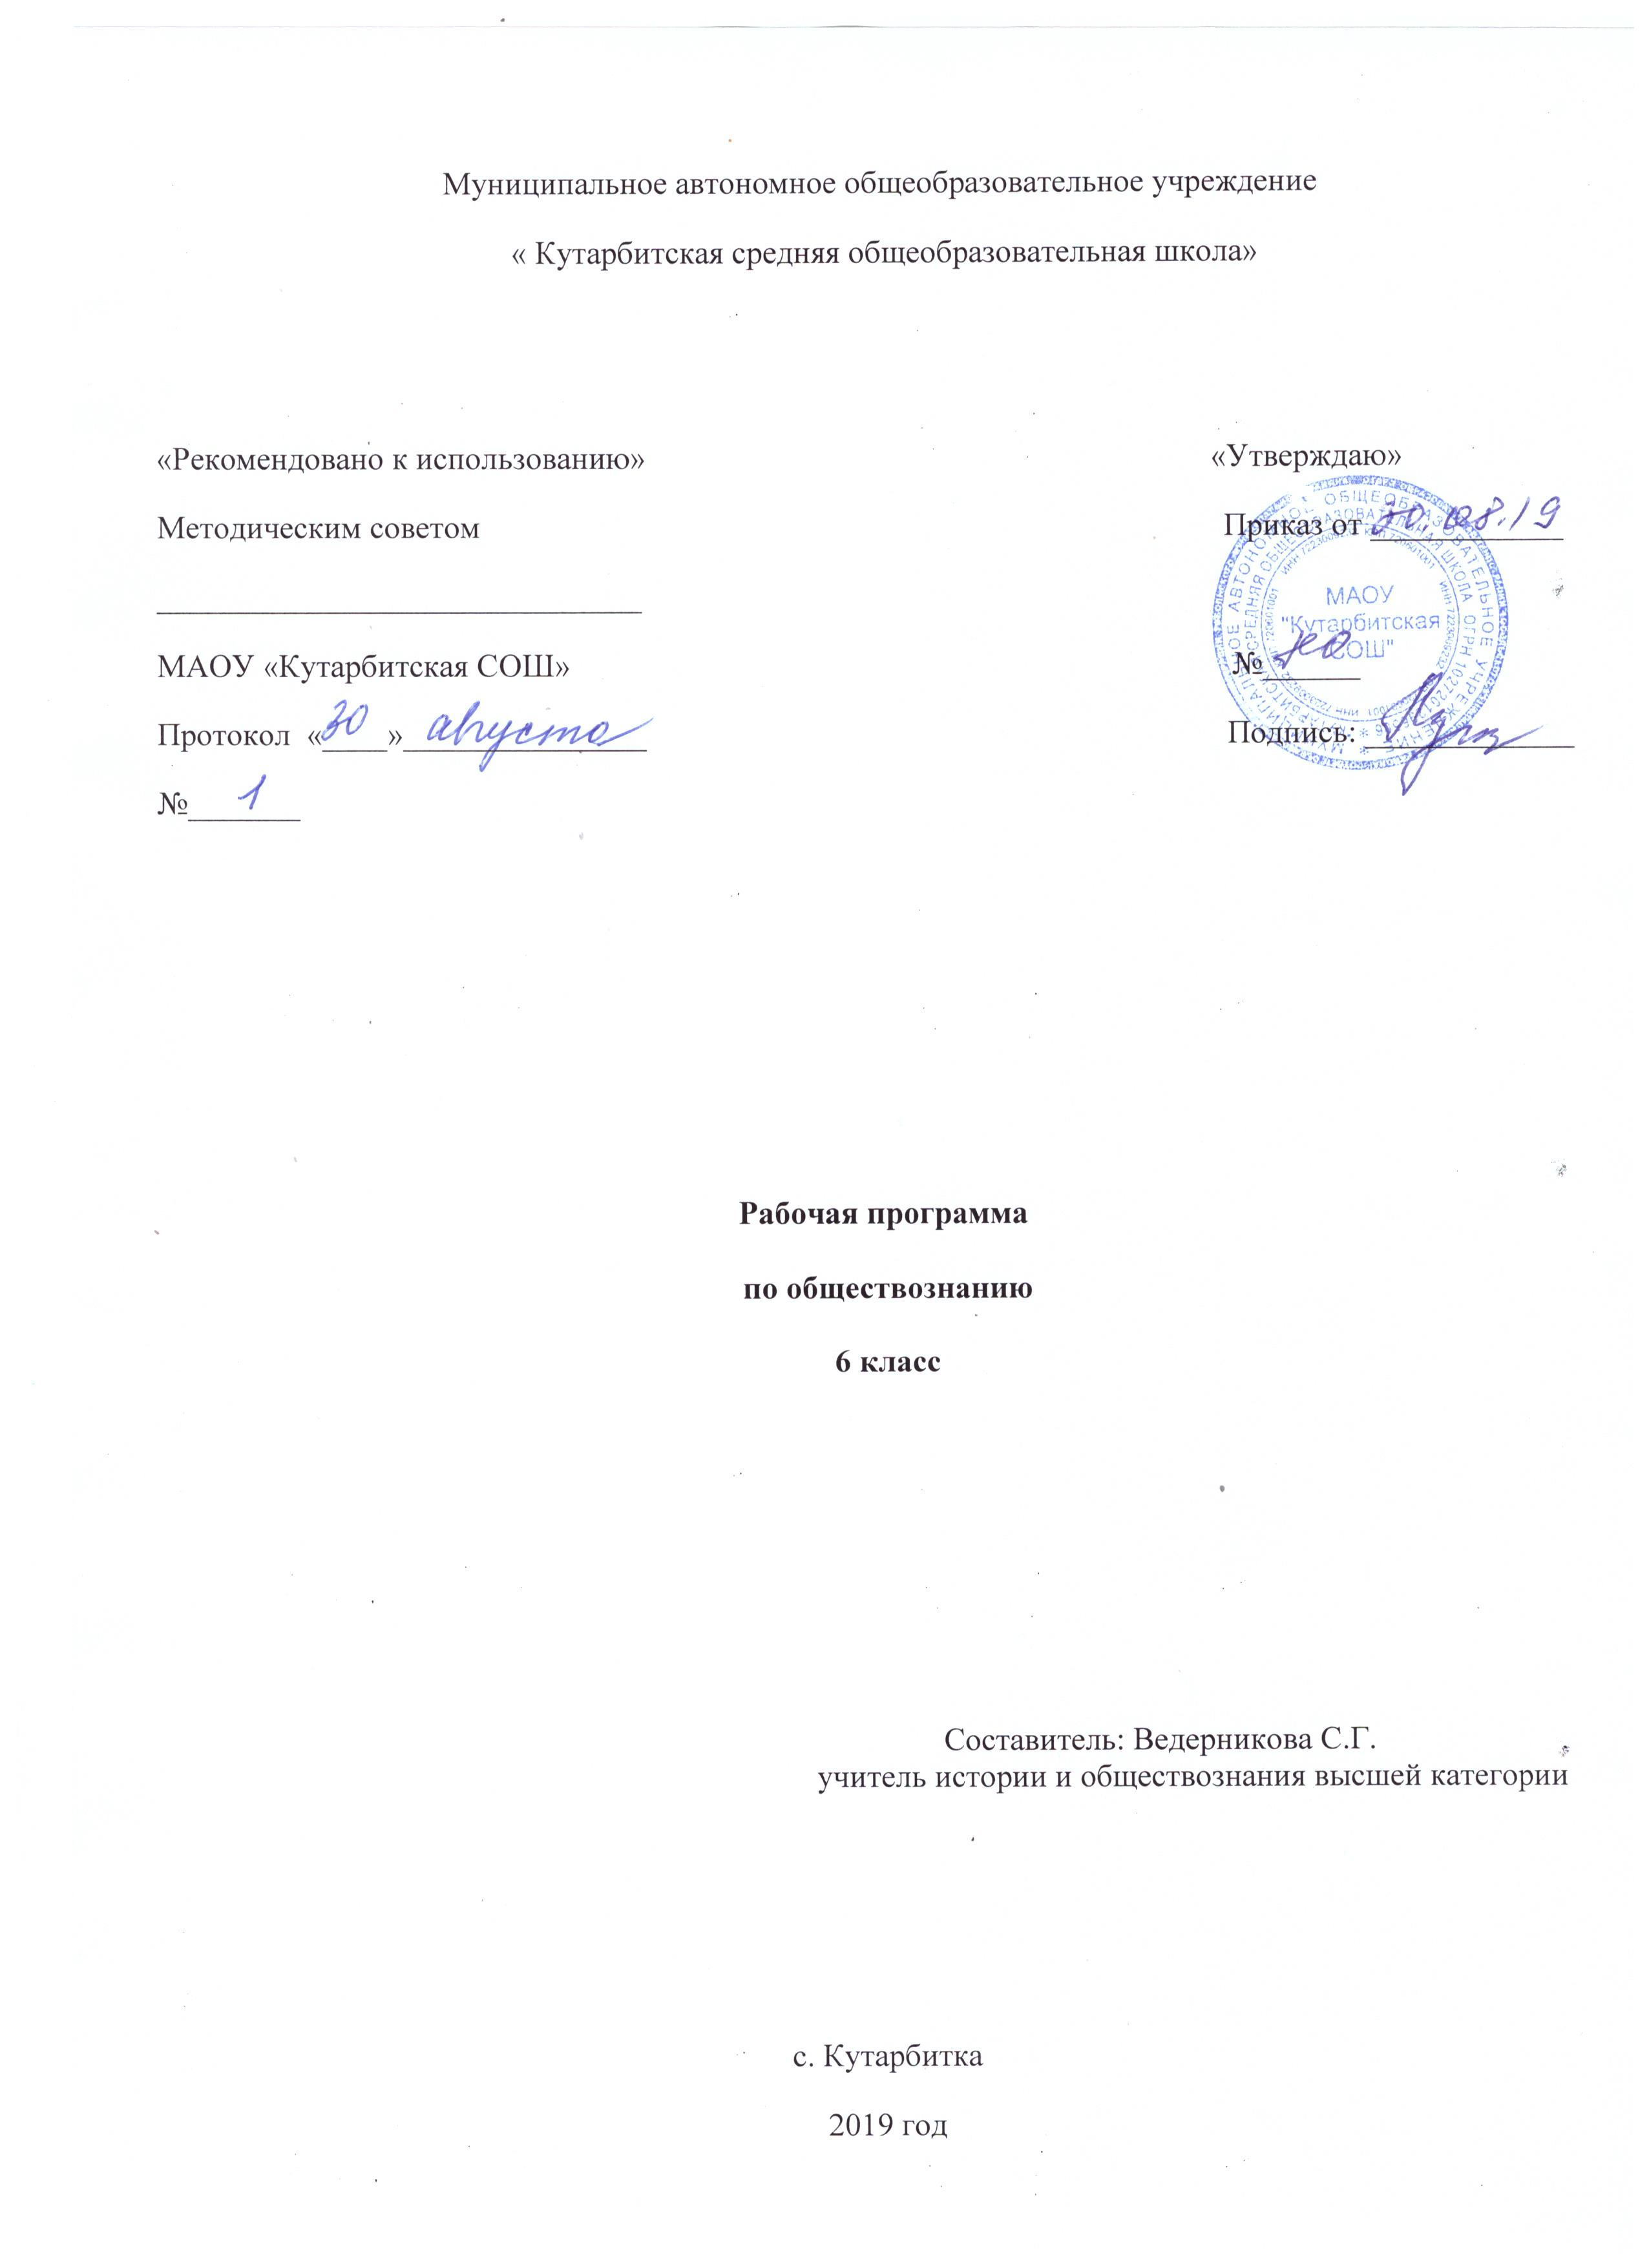 Муниципальное автономное общеобразовательное учреждение
« Кутарбитская средняя общеобразовательная школа»
«Рекомендовано к использованию»
Методическим советом
МАОУ «Кутарбитская СОШ»
Протокол «30» августа
№ 1
«Утверждаю»
Приказ от 30.08.19
№
Подпись:
МАОУ
"Кутарбитская
СОШ"
Рабочая программа
по обществознанию
6 класс
Составитель: Ведерникова С.Г.
учитель истории и обществознания высшей категории
с. Кутарбитка
2019 год